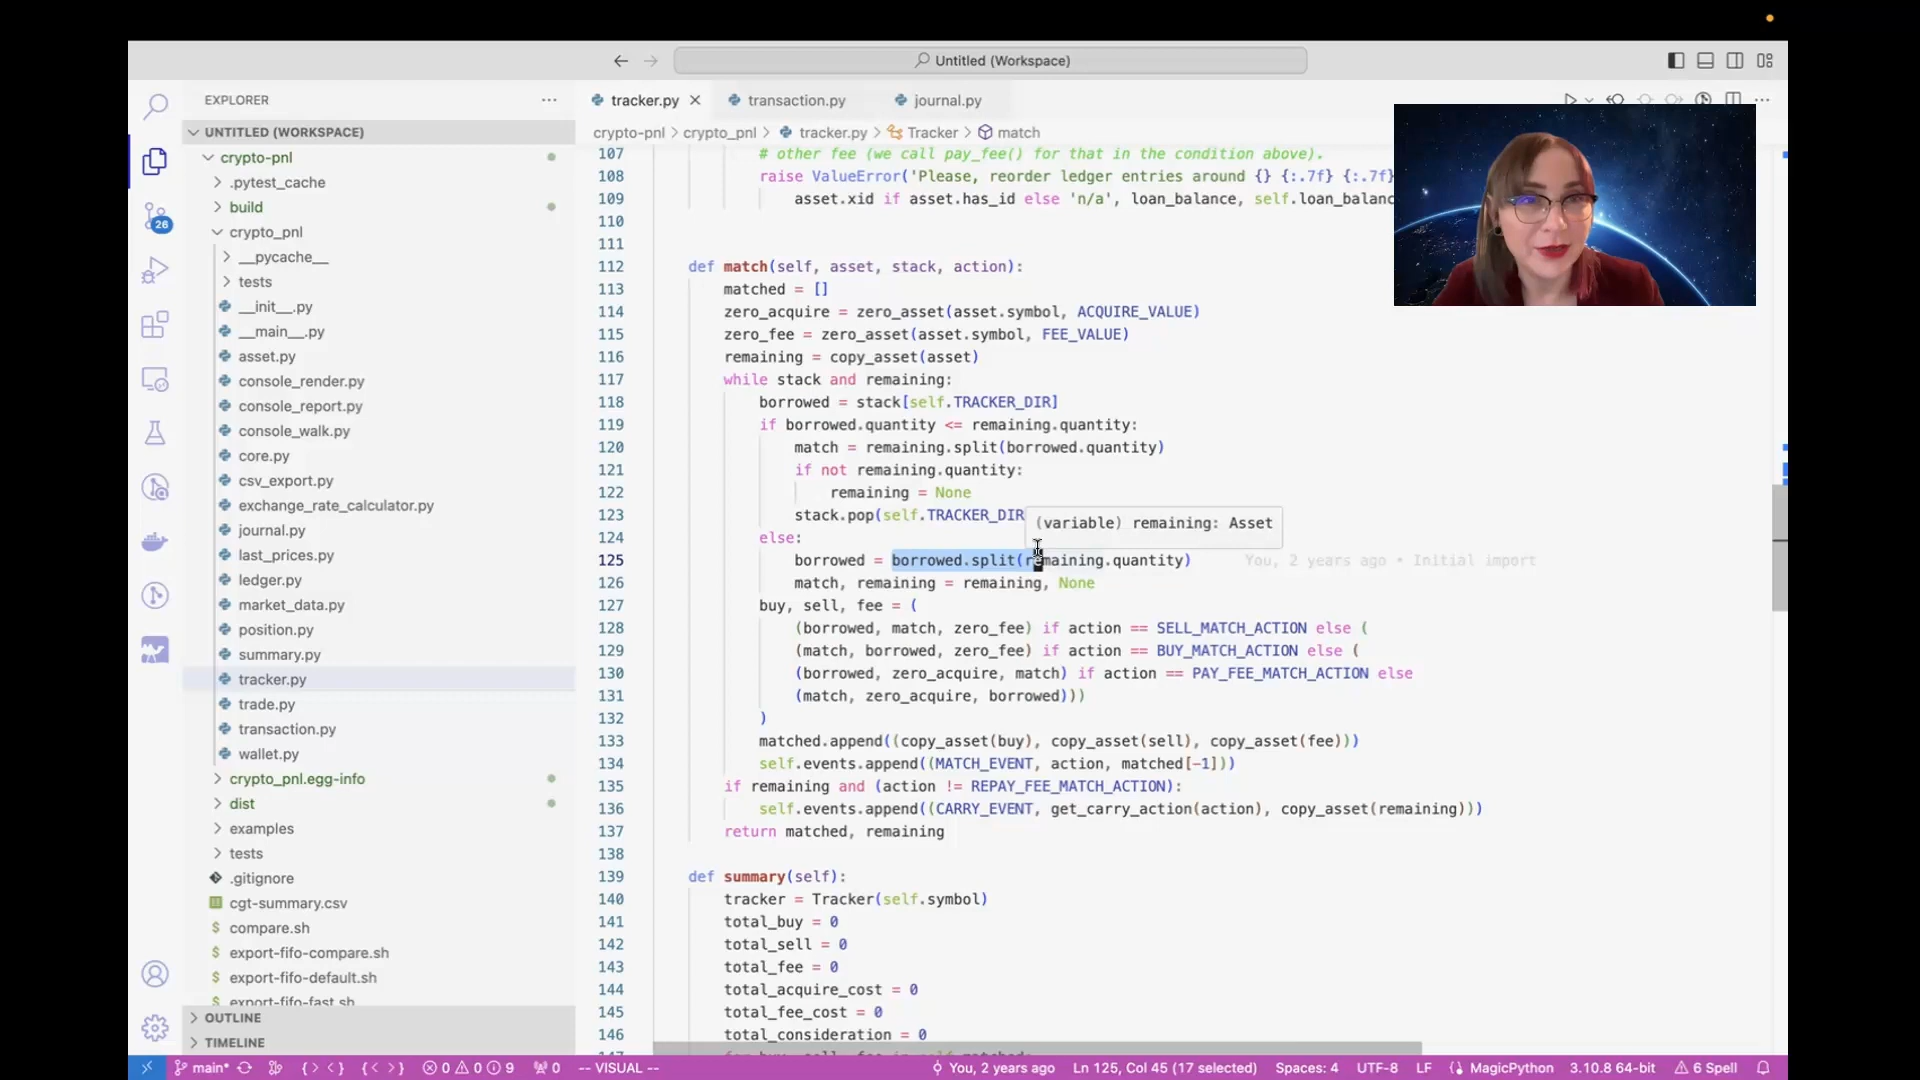 Untitled (Workspace)
EXPLORER
UNTITLED (WORKSPACE)
crypto-pnl
.pytest_cache
build
crypto_pnl
__pycache__
tests
__init__.py
__main__.py
asset.py
console_render.py
console_report.py
console_walk.py
core.py
csv_export.py
exchange_rate_calculator.py
journal.py
last_prices.py
ledger.py
market_data.py
position.py
summary.py
tracker.py
trade.py
transaction.py
wallet.py
crypto_pnl.egg-info
dist
examples
tests
.gitignore
cgt-summary.csv
compare.sh
export-fifo-compare.sh
export-fifo-default.sh
export-fifo-fast.sh
OUTLINE
TIMELINE
26
tracker.py transaction.py journal.py
crypto-pnl > crypto_pnl > tracker.py > Tracker > match
107 # other fee (we call pay_fee() for that in the condition above).
108 raise ValueError('Please, reorder ledger entries around {} {:.7f} {:.7f}
109 asset.xid if asset.has_id else 'n/a', loan_balance, self.loan_balanc
110
111
112 def match(self, asset, stack, action):
113 matched = []
114 zero_acquire = zero_asset(asset.symbol, ACQUIRE_VALUE)
115 zero_fee = zero_asset(asset.symbol, FEE_VALUE)
116 remaining = copy_asset(asset)
117 while stack and remaining:
118 borrowed = stack[self.TRACKER_DIR]
119 if borrowed.quantity <= remaining.quantity:
120 match = remaining.split(borrowed.quantity)
121 if not remaining.quantity:
122 remaining = None
123 stack.pop(self.TRACKER_DIR
(variable) remaining: Asset
124 else:
125 borrowed = borrowed.split(remaining.quantity) You, 2 years ago • Initial import
126 match, remaining = remaining, None
127 buy, sell, fee = (
128 (borrowed, match, zero_fee) if action == SELL_MATCH_ACTION else (
129 (match, borrowed, zero_fee) if action == BUY_MATCH_ACTION else (
130 (borrowed, zero_acquire, match) if action == PAY_FEE_MATCH_ACTION else
131 (match, zero_acquire, borrowed)))
132 )
133 matched.append((copy_asset(buy), copy_asset(sell), copy_asset(fee)))
134 self.events.append((MATCH_EVENT, action, matched[-1]))
135 if remaining and (action != REPAY_FEE_MATCH_ACTION):
136 self.events.append((CARRY_EVENT, get_carry_action(action), copy_asset(remaining)))
137 return matched, remaining
138
139 def summary(self):
140 tracker = Tracker(self.symbol)
141 total_buy = 0
142 total_sell = 0
143 total_fee = 0
144 total_acquire_cost = 0
145 total_fee_cost = 0
146 total_consideration = 0
main* 0 0 9 0 -- VISUAL -- You, 2 years ago Ln 125, Col 45 (17 selected) Spaces: 4 UTF-8 LF MagicPython 3.10.8 64-bit 6 Spell